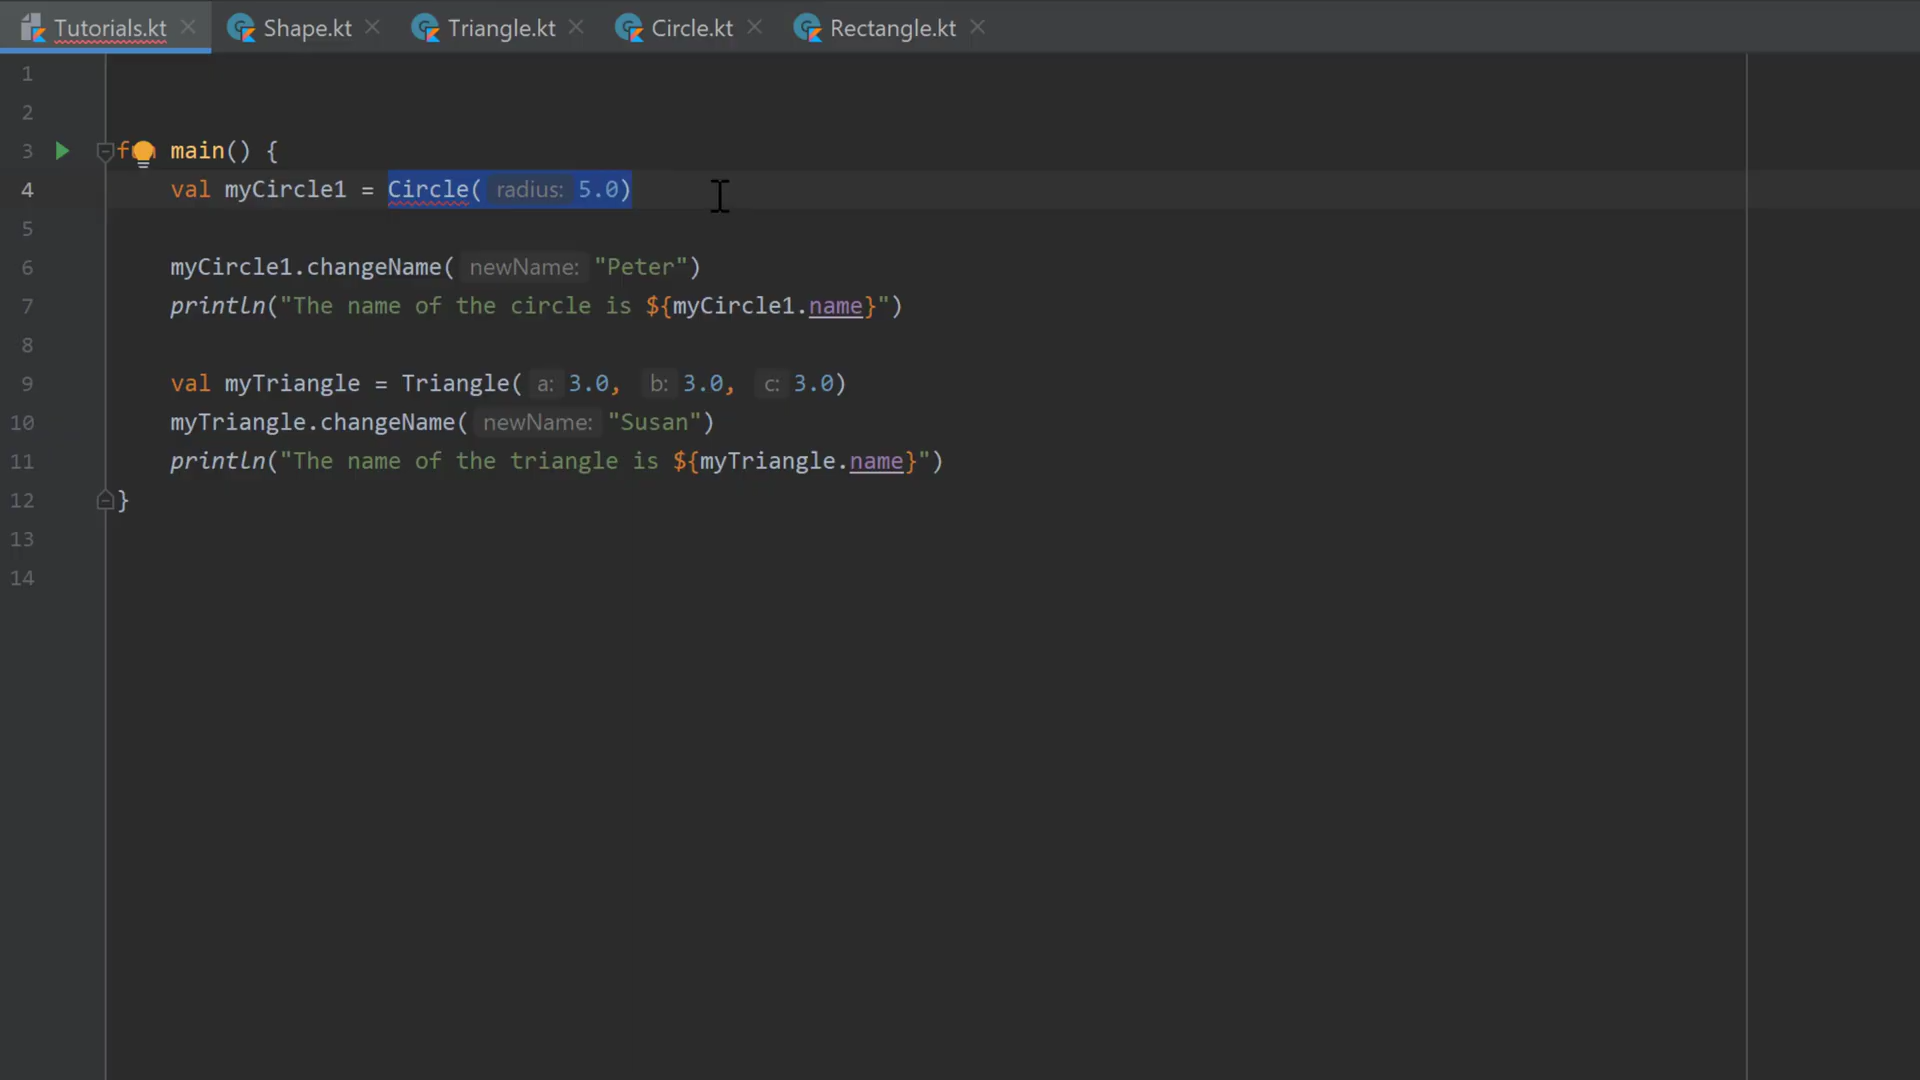 Tutorials.kt Shape.kt Triangle.kt Circle.kt Rectangle.kt
1
2
3 main() {
4 val myCircle1 = Circle( radius: 5.0)
5
6 myCircle1.changeName( newName: "Peter")
7 println("The name of the circle is ${myCircle1.name}")
8
9 val myTriangle = Triangle( a: 3.0, b: 3.0, c: 3.0)
10 myTriangle.changeName( newName: "Susan")
11 println("The name of the triangle is ${myTriangle.name}")
12 }
13
14